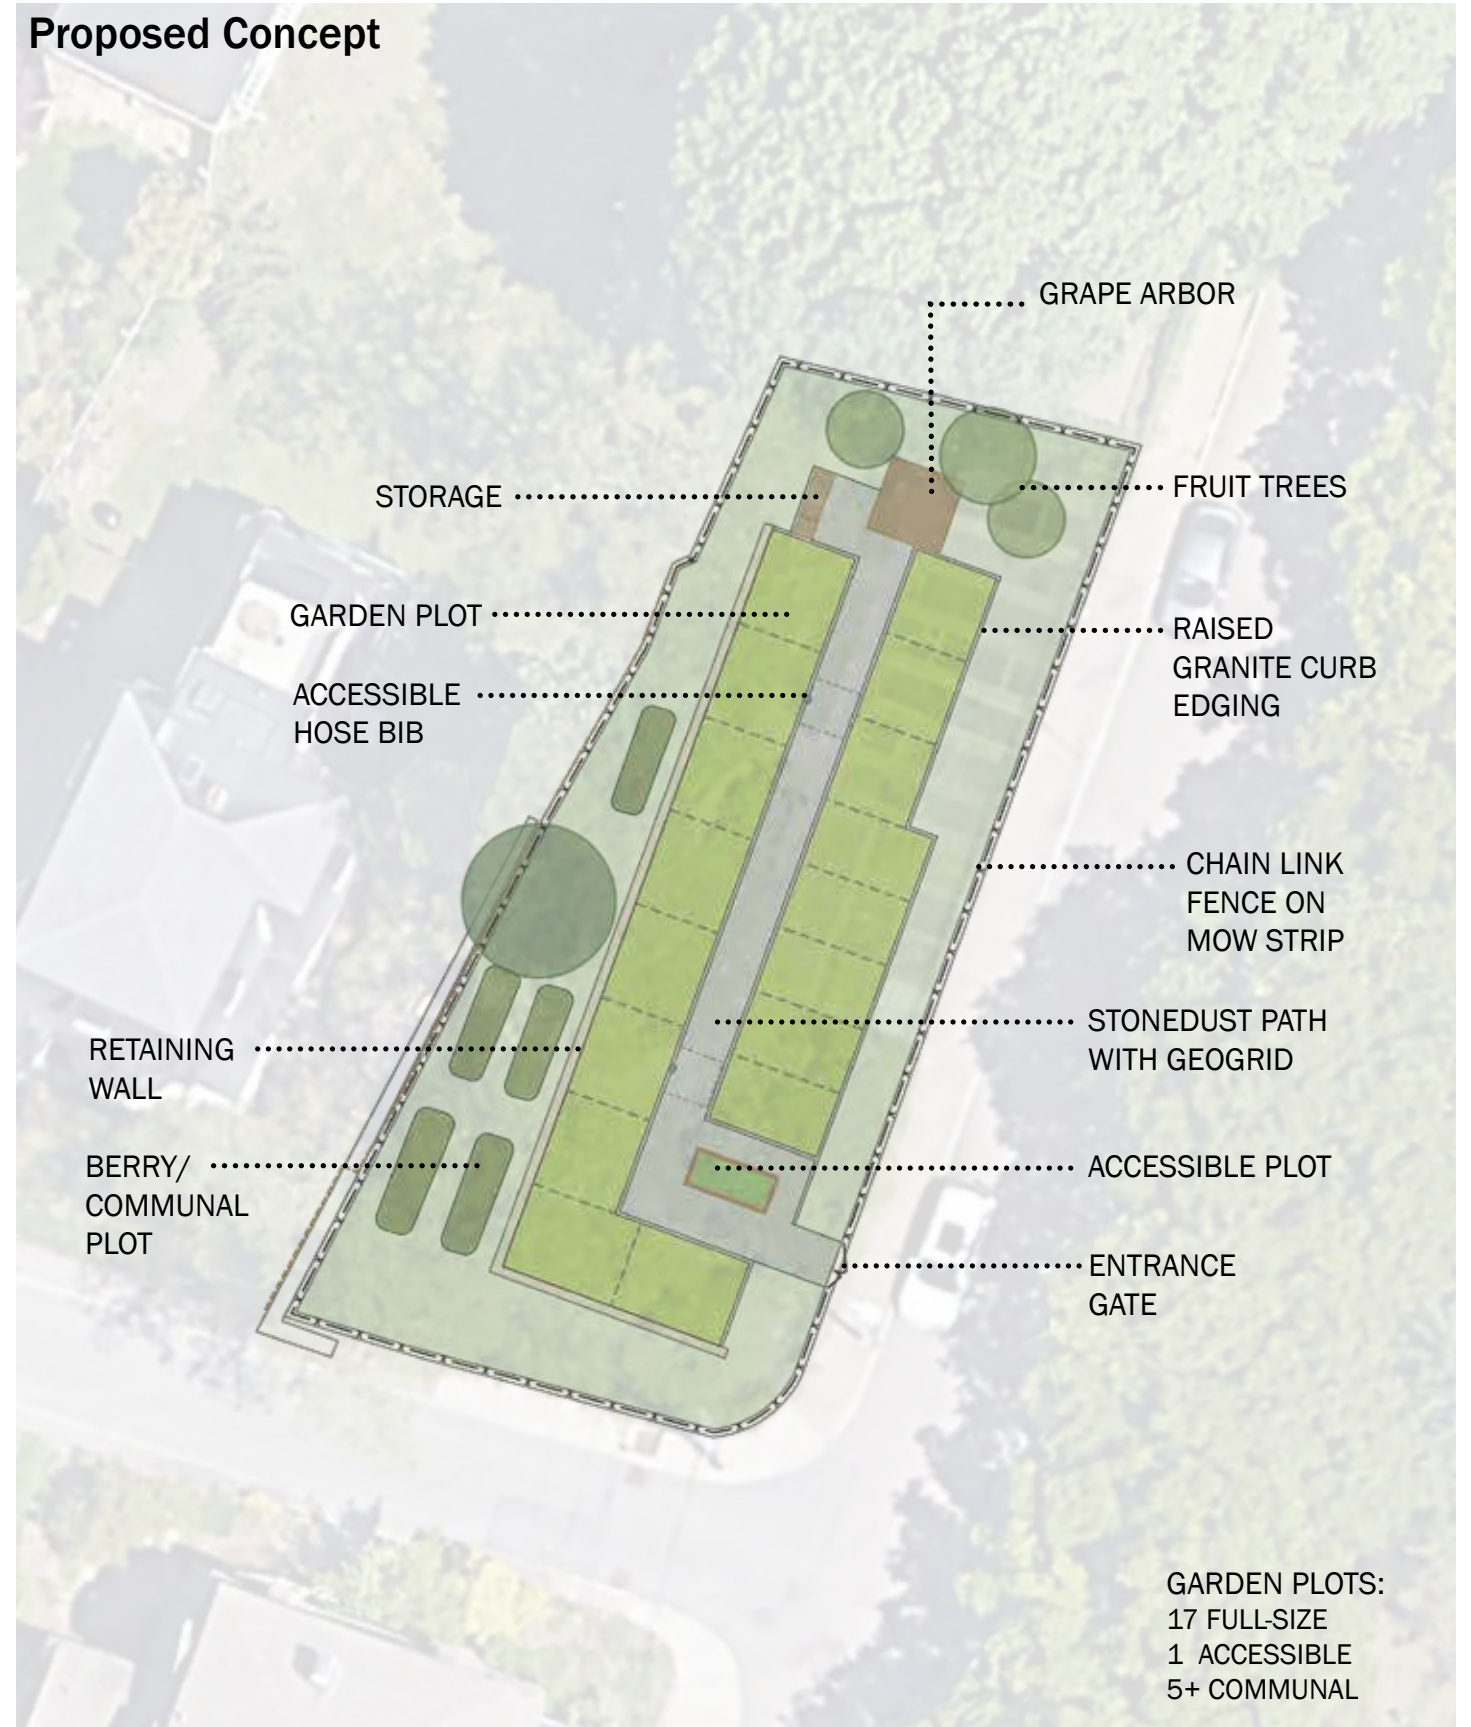 Proposed Concept
GRAPE ARBOR
STORAGE
FRUIT TREES
GARDEN PLOT
RAISED
GRANITE CURB
EDGING
ACCESSIBLE
HOSE BIB
CHAIN LINK
FENCE ON
MOW STRIP
STONEDUST PATH
WITH GEOGRID
RETAINING
WALL
BERRY/
COMMUNAL
PLOT
ACCESSIBLE PLOT
ENTRANCE
GATE
GARDEN PLOTS:
17 FULL-SIZE
1 ACCESSIBLE
5+ COMMUNAL